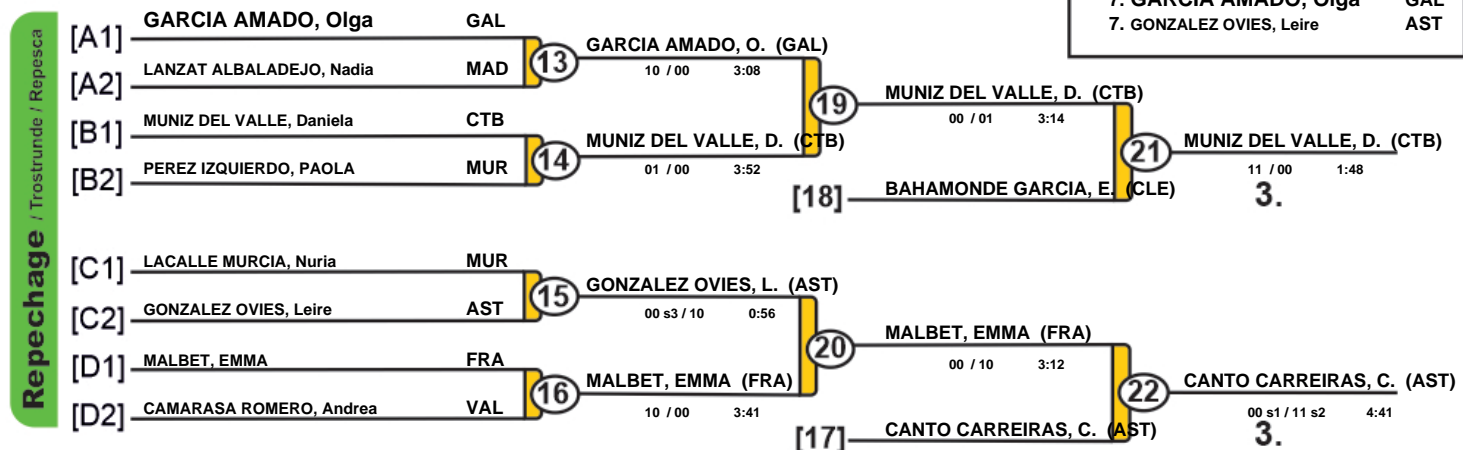 7. GARCIA AMADO, Olga GAL
7. GONZALEZ OVIES, Leire AST
Repechage / Trostrunde / Repesca
[A1] GARCIA AMADO, Olga GAL
[A2] LANZAT ALBALADEJO, Nadia MAD
13
GARCIA AMADO, O. (GAL)
10 / 00 3:08
[B1] MUNIZ DEL VALLE, Daniela CTB
[B2] PEREZ IZQUIERDO, PAOLA MUR
14
MUNIZ DEL VALLE, D. (CTB)
01 / 00 3:52
19
MUNIZ DEL VALLE, D. (CTB)
00 / 01 3:14
[18] BAHAMONDE GARCIA, E. (CLE)
21
MUNIZ DEL VALLE, D. (CTB)
11 / 00 1:48
3.
[C1] LACALLE MURCIA, Nuria MUR
[C2] GONZALEZ OVIES, Leire AST
15
GONZALEZ OVIES, L. (AST)
00 s3 / 10 0:56
[D1] MALBET, EMMA FRA
[D2] CAMARASA ROMERO, Andrea VAL
16
MALBET, EMMA (FRA)
10 / 00 3:41
20
MALBET, EMMA (FRA)
00 / 10 3:12
[17] CANTO CARREIRAS, C. (AST)
22
CANTO CARREIRAS, C. (AST)
00 s1 / 11 s2 4:41
3.